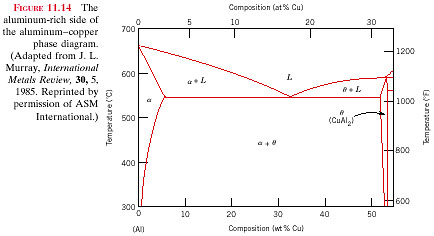 FIGURE 11.14 The
aluminum-rich side of
the aluminum–copper
phase diagram.
(Adapted from J. L.
Murray, International
Metals Review, 30, 5,
1985. Reprinted by
permission of ASM
International.)
Composition (at% Cu)
0 5 10 20 30
700
600
500
400
300
Temperature (°C)
1200
1000
800
600
Temperature (°F)
α + L
L
θ + L
α
θ
(CuAl2)
α + θ
0 10 20 30 40 50
(Al)
Composition (wt% Cu)